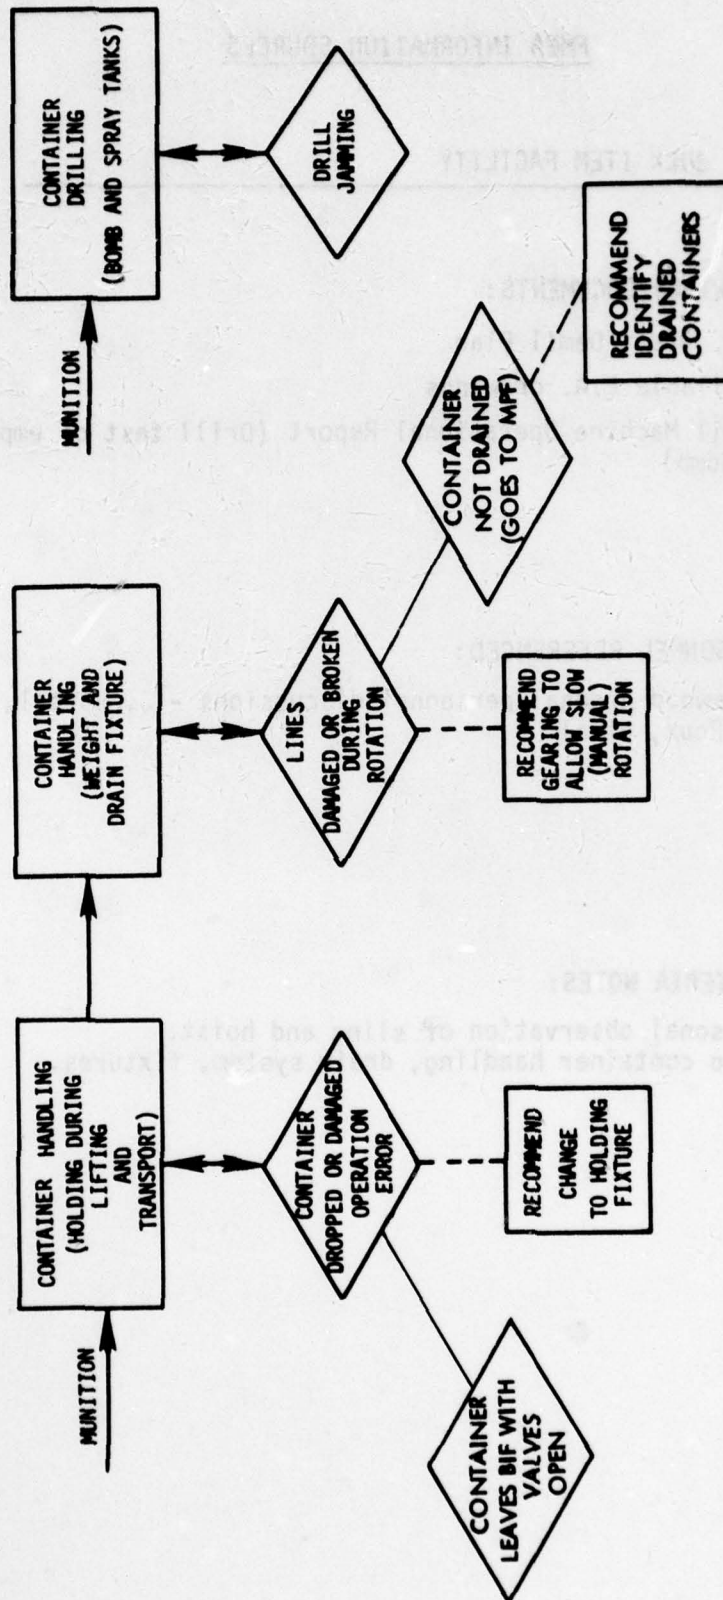 MUNITION
CONTAINER HANDLING
(HOLDING DURING
LIFTING
AND
TRANSPORT)
CONTAINER
DROPPED OR DAMAGED
OPERATION
ERROR
CONTAINER
LEAVES BIF WITH
VALVES
OPEN
RECOMMEND
CHANGE
TO HOLDING
FIXTURE
CONTAINER
HANDLING
(WEIGHT AND
DRAIN FIXTURE)
LINES
DAMAGED OR BROKEN
DURING
ROTATION
RECOMMEND
GEARING TO
ALLOW
(MANUAL)
ROTATION
CONTAINER
NOT DRAINED
(GOES TO MPF)
RECOMMEND
IDENTIFY
DRAINED
CONTAINERS
MUNITION
CONTAINER
DRILLING
(BOMB AND SPRAY TANKS)
DRILL
JAMMING